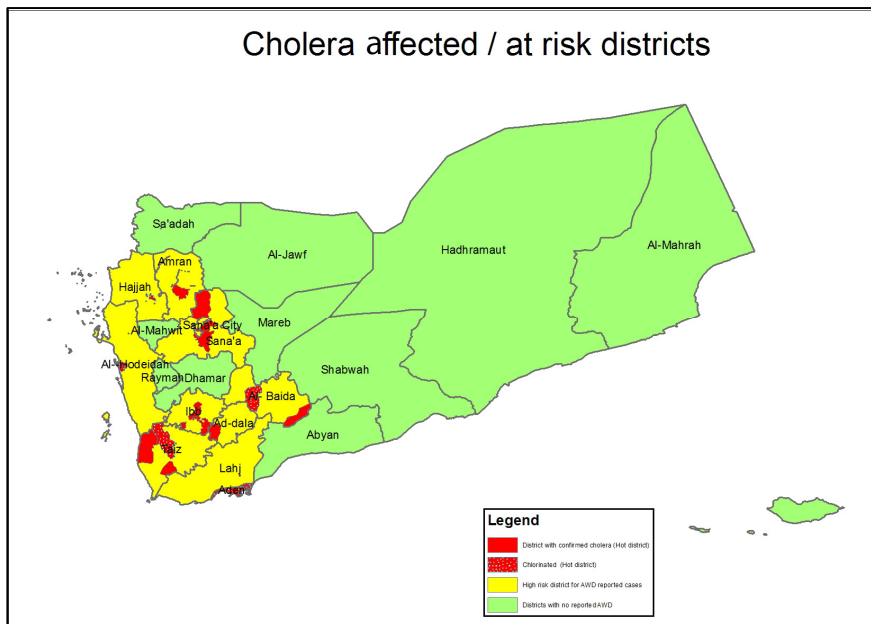 Cholera affected / at risk districts
Sa'adah
Al-Jawf
Hadhramaut
Al-Mahrah
Amran
Hajjah
Sana'a City
Mareb
Al-Mahwit
Sana'a
Al-Hodeidah
Raymah
Dhamar
Shabwah
Al- Baida
Ibb
Ad-dala
Abyan
Taiz
Lahj
Aden
Legend
District with confirmed cholera (Hot district)
Chlorinated (Hot district)
High risk district for AWD reported cases
Districts with no reported AWD